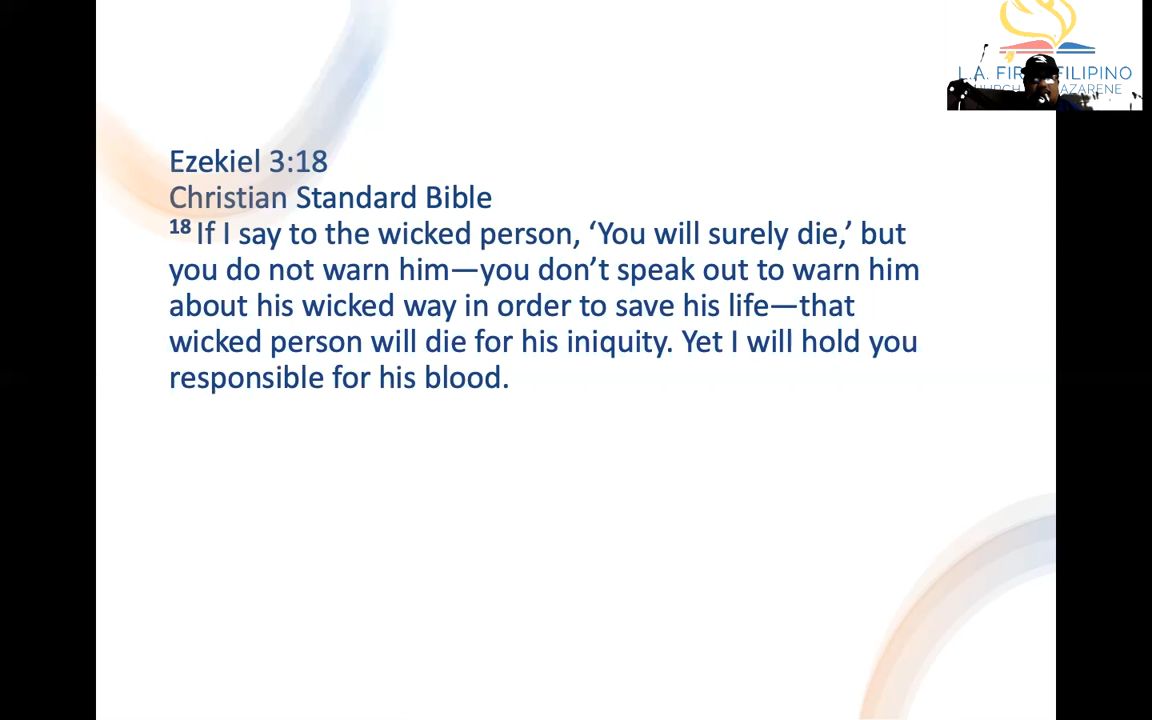 L.A. FIR FILIPINO
AZARENE
Ezekiel 3:18
Christian Standard Bible
18 If I say to the wicked person, ‘You will surely die,’ but
you do not warn him—you don’t speak out to warn him
about his wicked way in order to save his life—that
wicked person will die for his iniquity. Yet I will hold you
responsible for his blood.